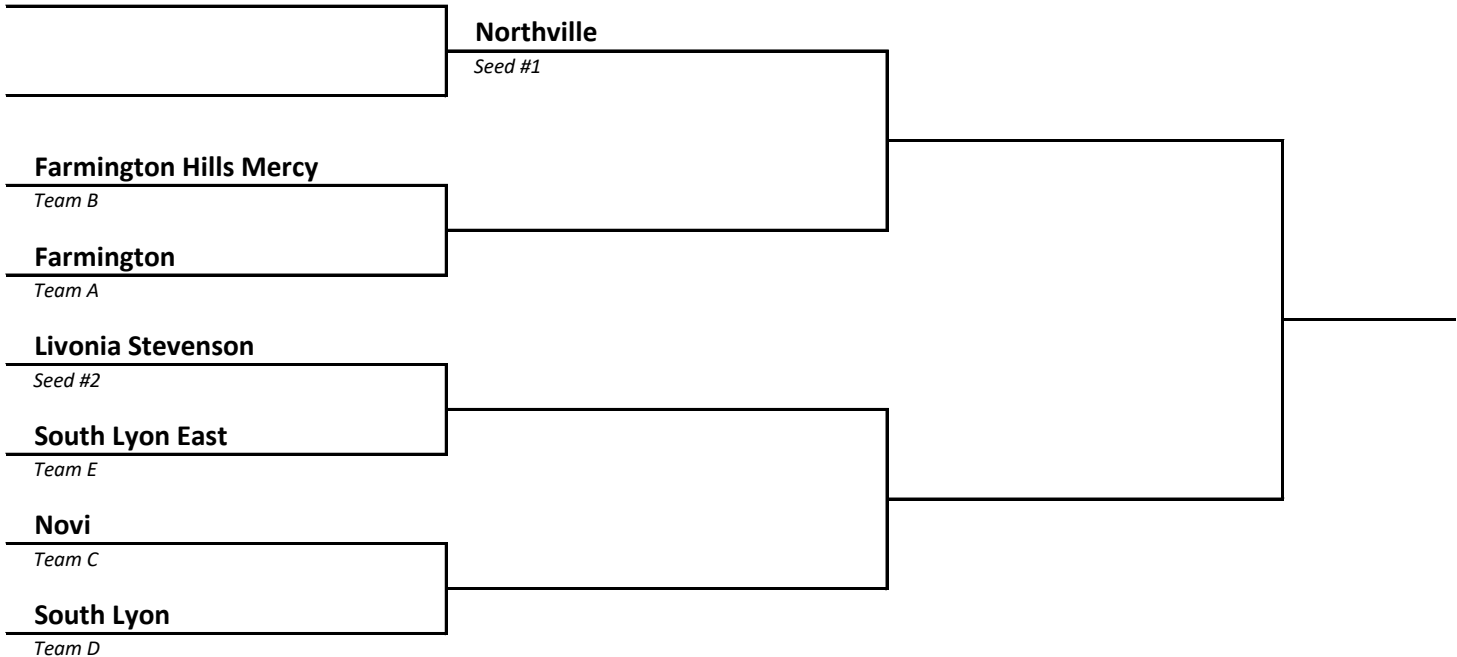 Northville
Seed #1
Farmington Hills Mercy
Team B
Farmington
Team A
Livonia Stevenson
Seed #2
South Lyon East
Team E
Novi
Team C
South Lyon
Team D